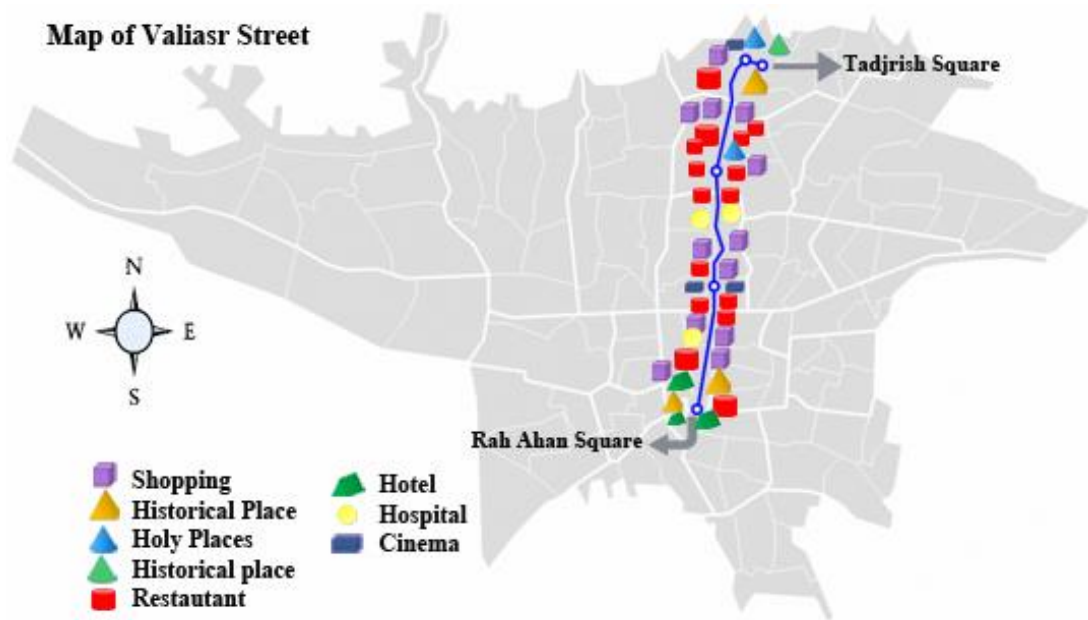 Map of Valiasr Street
Tadjrish Square
N
W
E
S
Rah Ahan Square
Shopping
Historical Place
Holy Places
Historical place
Restautant
Hotel
Hospital
Cinema